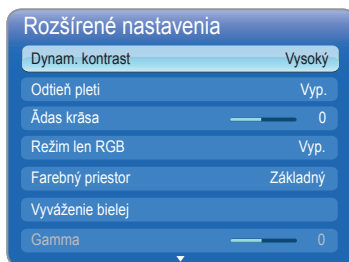 Rozšírené nastavenia
Dynam. kontrast Vysoký
Odtieň pleti Vyp.
Ādas krāsa 0
Režim len RGB Vyp.
Farebný priestor Základný
Vyváženie bielej
Gamma 0